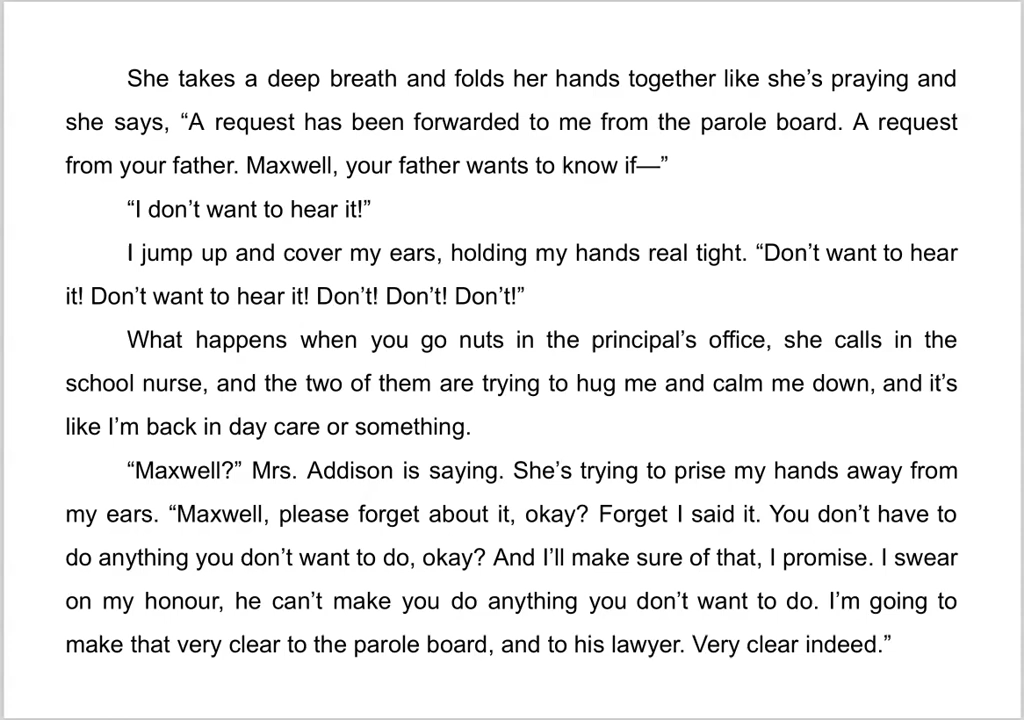 She takes a deep breath and folds her hands together like she’s praying and
she says, “A request has been forwarded to me from the parole board. A request
from your father. Maxwell, your father wants to know if—”
“I don’t want to hear it!”
I jump up and cover my ears, holding my hands real tight. “Don’t want to hear
it! Don’t want to hear it! Don’t! Don’t! Don’t!”
What happens when you go nuts in the principal’s office, she calls in the
school nurse, and the two of them are trying to hug me and calm me down, and it’s
like I’m back in day care or something.
“Maxwell?” Mrs. Addison is saying. She’s trying to prise my hands away from
my ears. “Maxwell, please forget about it, okay? Forget I said it. You don’t have to
do anything you don’t want to do, okay? And I’ll make sure of that, I promise. I swear
on my honour, he can’t make you do anything you don’t want to do. I’m going to
make that very clear to the parole board, and to his lawyer. Very clear indeed.”